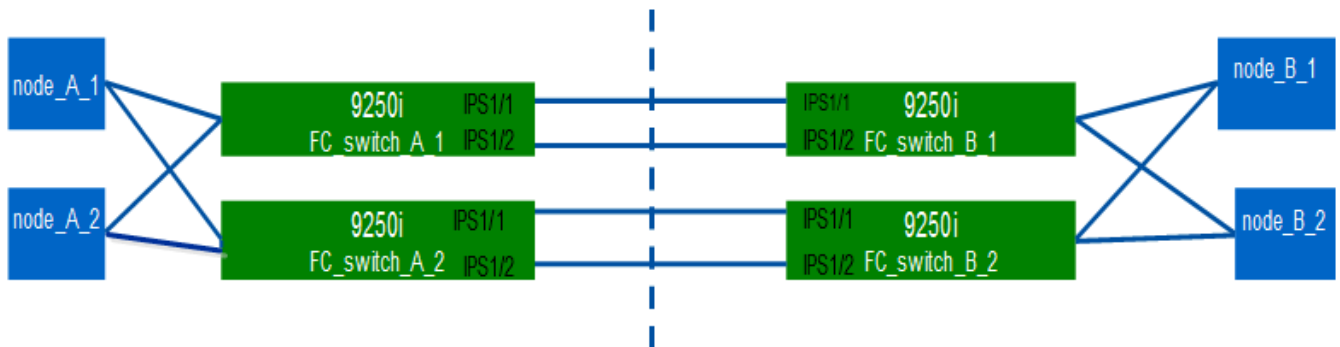 node_A_1
9250i
IPS1/1
FC_switch_A_1
IPS1/2
IPS1/1
9250i
IPS1/2
FC_switch_B_1
node_B_1
node_A_2
9250i
IPS1/1
FC_switch_A_2
IPS1/2
IPS1/1
9250i
IPS1/2
FC_switch_B_2
node_B_2